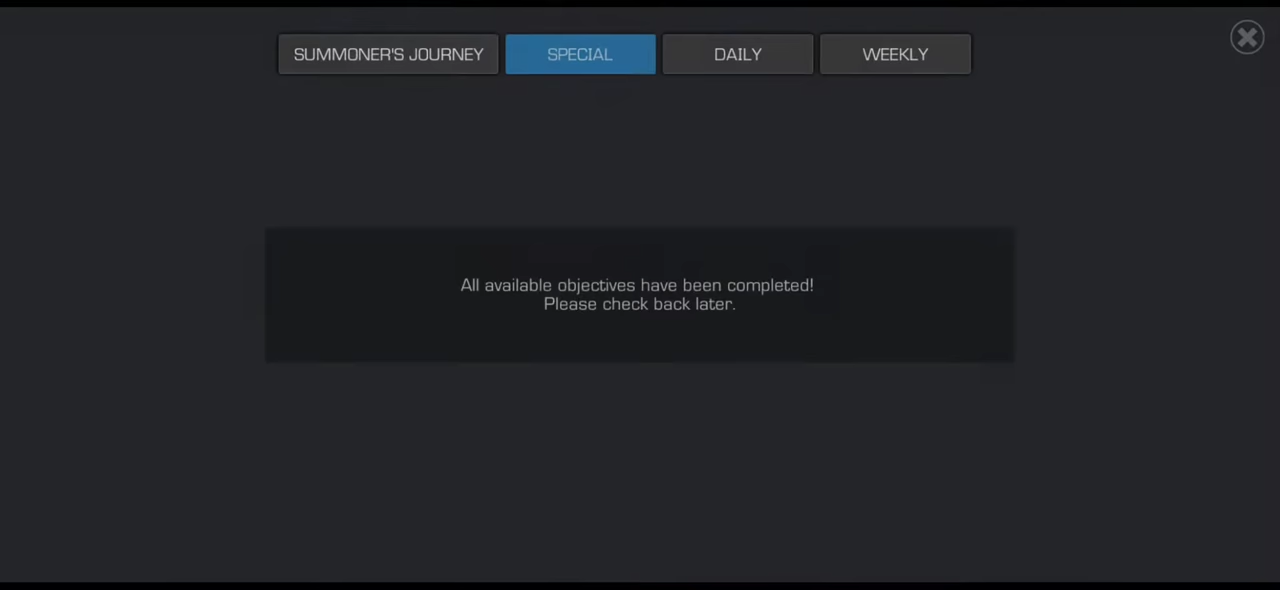 SUMMONER'S JOURNEY
SPECIAL
DAILY
WEEKLY
All available objectives have been completed!
Please check back later.